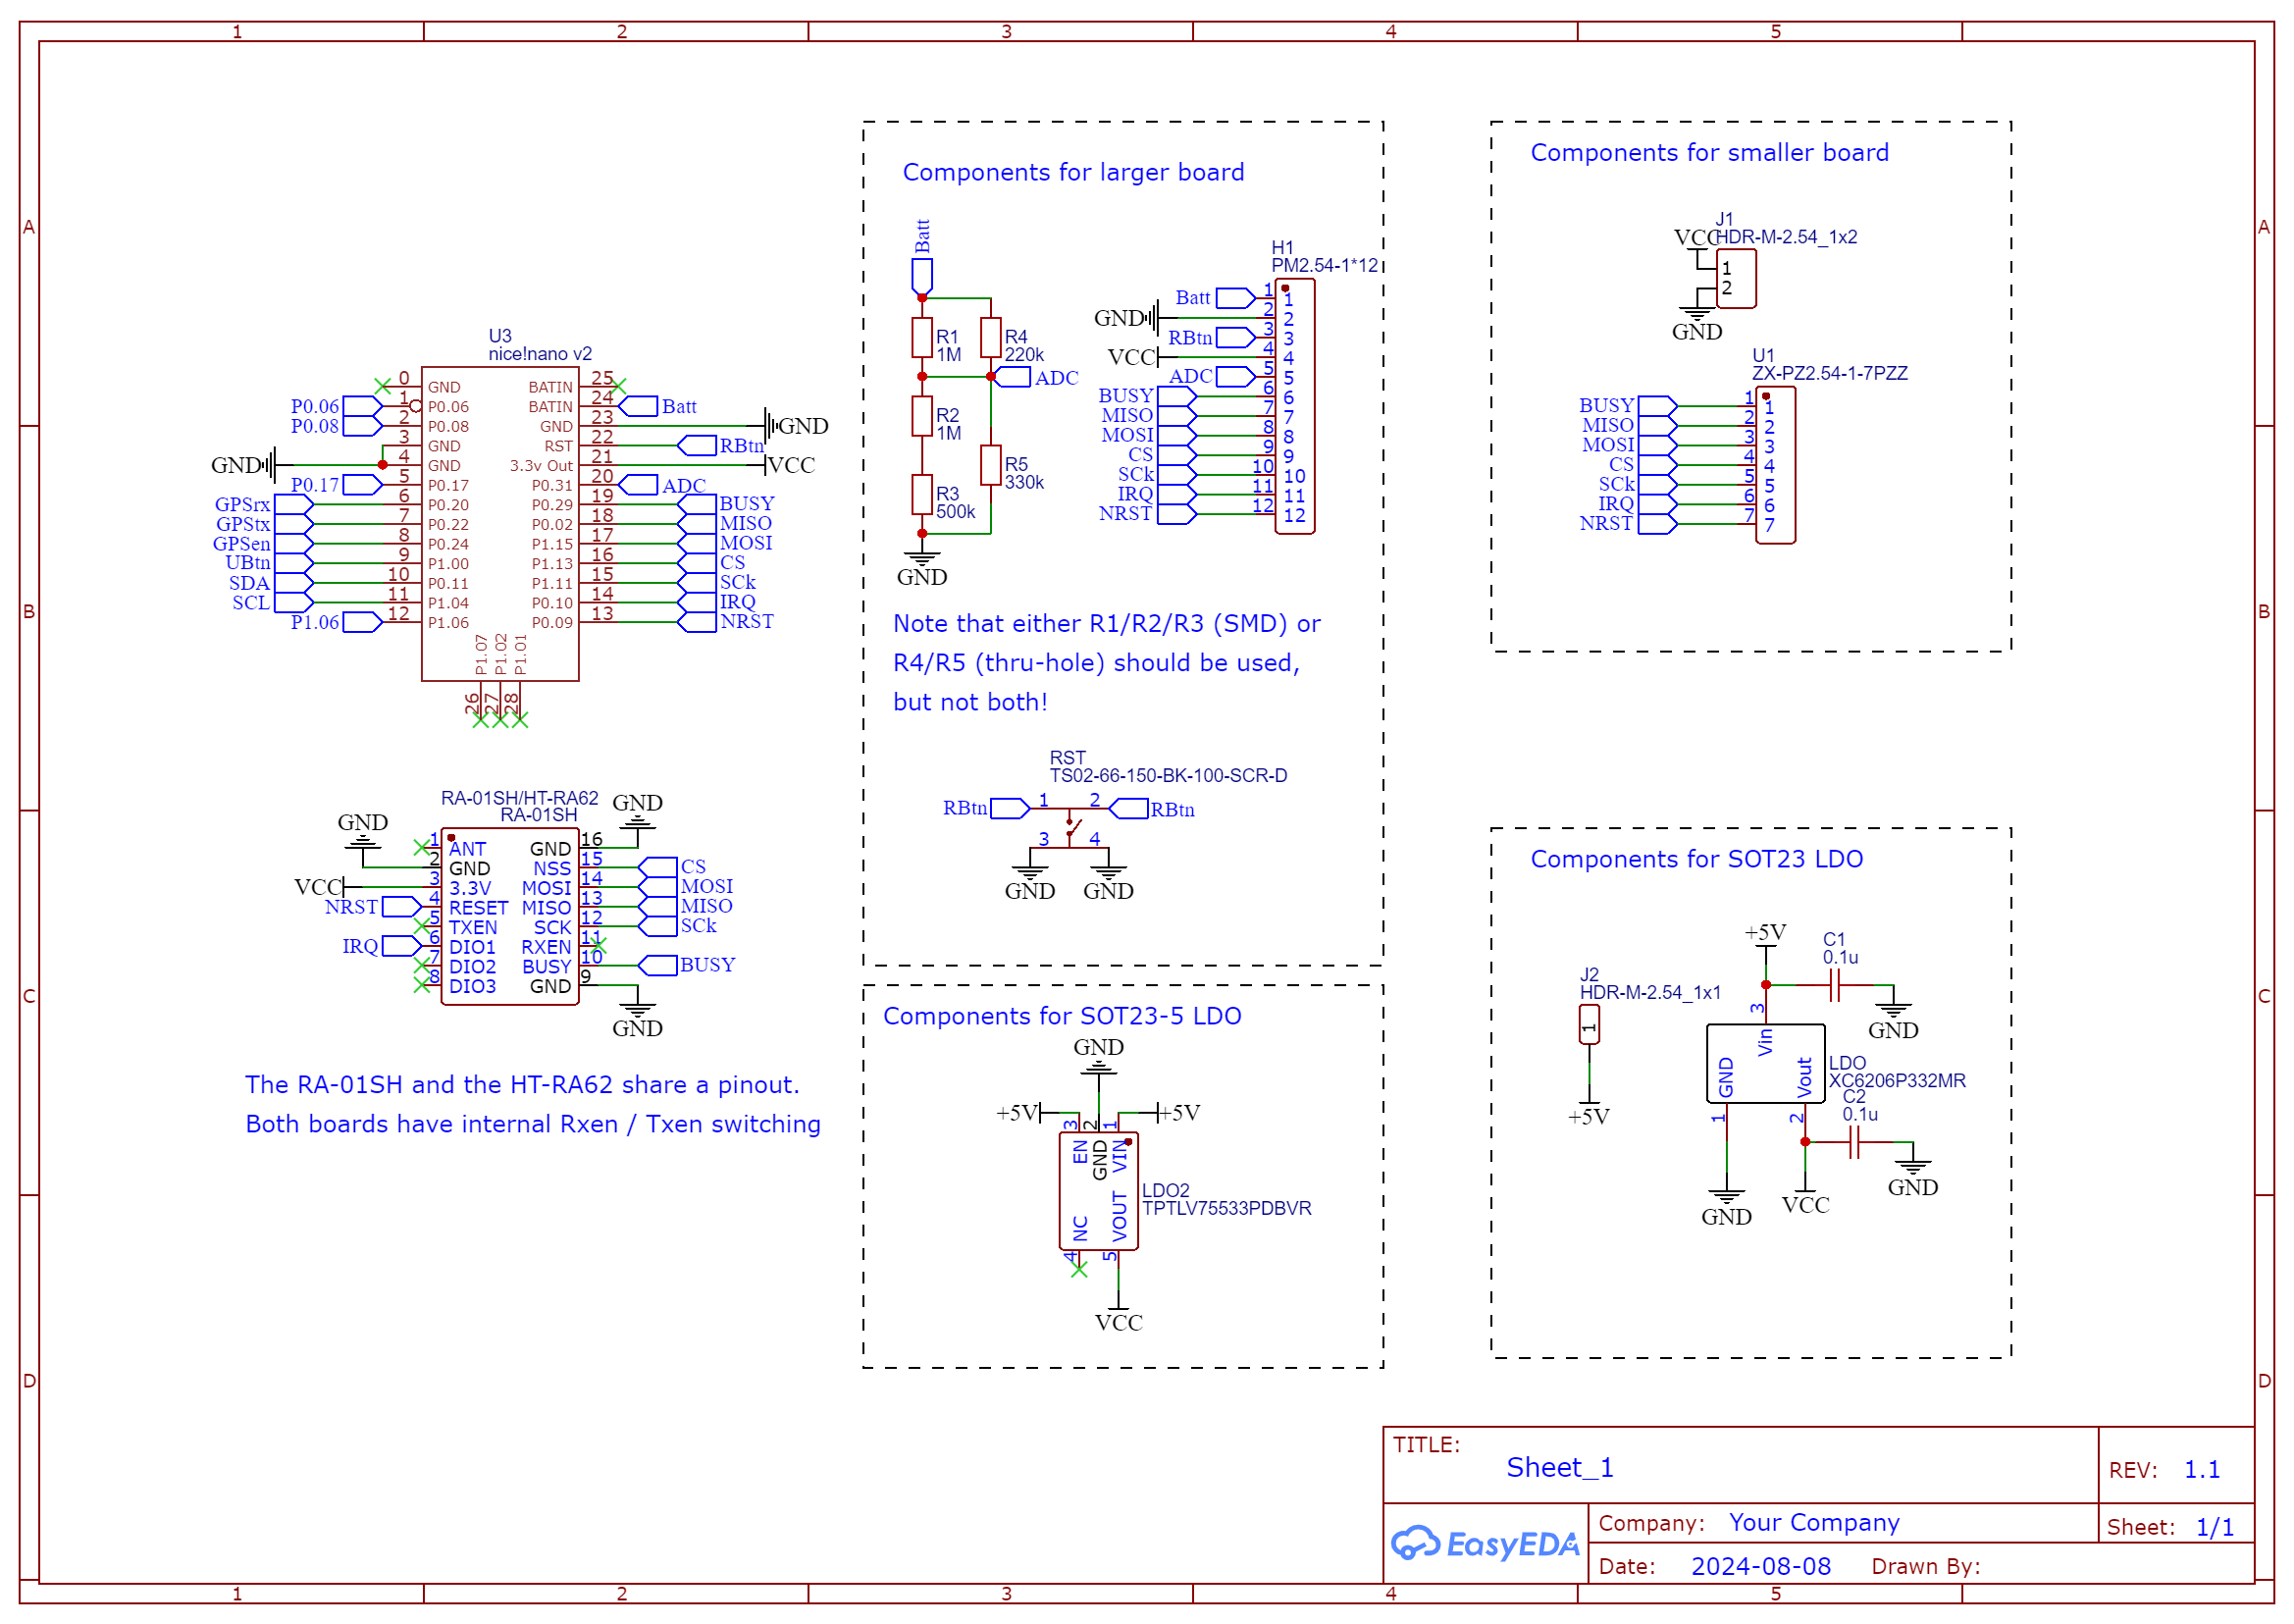 1 2 3 4 5
A
B
C
D
A
B
C
D
U3
nice!nano v2
0 GND
1 P0.06
2 P0.08
3 GND
4 GND
5 P0.17
6 P0.20
7 P0.22
8 P0.24
9 P1.00
10 P0.11
11 P1.04
12 P1.06
P0.06
P0.08
GND
P0.17
GPSrx
GPStx
GPSen
UBtn
SDA
SCL
P1.06
BATIN 25
BATIN 24 Batt
GND 23 GND
RST 22 RBtn
3.3v Out 21 VCC
P0.31 20 ADC
P0.29 19 BUSY
P0.02 18 MISO
P1.15 17 MOSI
P1.13 16 CS
P1.11 15 SCk
P0.10 14 IRQ
P0.09 13 NRST
P1.07 P1.02 P1.01
26 27 28
RA-01SH/HT-RA62
RA-01SH
GND
GND
1 ANT
2 GND
VCC 3 3.3V
NRST 4 RESET
5 TXEN
IRQ 6 DIO1
7 DIO2
8 DIO3
GND 16
NSS 15 CS
MOSI 14 MOSI
MISO 13 MISO
SCK 12 SCk
RXEN 11
BUSY 10 BUSY
GND 9
GND
The RA-01SH and the HT-RA62 share a pinout.
Both boards have internal Rxen / Txen switching
Components for larger board
Batt
R1
1M
R4
220k
ADC
R2
1M
R5
330k
R3
500k
GND
H1
PM2.54-1*12
Batt 1 1
GND 2 2
RBtn 3 3
VCC 4 4
ADC 5 5
BUSY 6 6
MISO 7 7
MOSI 8 8
CS 9 9
SCk 10 10
IRQ 11 11
NRST 12 12
Note that either R1/R2/R3 (SMD) or
R4/R5 (thru-hole) should be used,
but not both!
RST
TS02-66-150-BK-100-SCR-D
RBtn 1 2 RBtn
3 4
GND GND
Components for SOT23-5 LDO
GND
+5V +5V
3 2 1
EN GND VIN
LDO2
TPTLV75533PDBVR
NC VOUT
4 5
VCC
Components for smaller board
J1
HDR-M-2.54_1x2
VCC
1
2
GND
U1
ZX-PZ2.54-1-7PZZ
BUSY 1 1
MISO 2 2
MOSI 3 3
CS 4 4
SCk 5 5
IRQ 6 6
NRST 7 7
Components for SOT23 LDO
+5V
C1
0.1u
J2
HDR-M-2.54_1x1
1
+5V
GND
3
Vin
GND Vout
LDO
XC6206P332MR
C2
0.1u
1 2
GND
VCC
GND
TITLE:
Sheet_1
REV: 1.1
EasyEDA
Company: Your Company
Sheet: 1/1
Date: 2024-08-08 Drawn By:
1 2 3 4 5